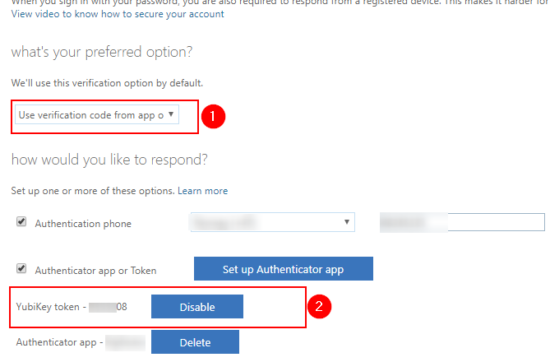 When you sign in with your password, you are also required to respond from a registered device. This makes it harder for
View video to know how to secure your account
what's your preferred option?
We'll use this verification option by default.
Use verification code from app o
1
how would you like to respond?
Set up one or more of these options. Learn more
Authentication phone
Authenticator app or Token Set up Authenticator app
YubiKey token - 08 Disable
2
Authenticator app - Delete